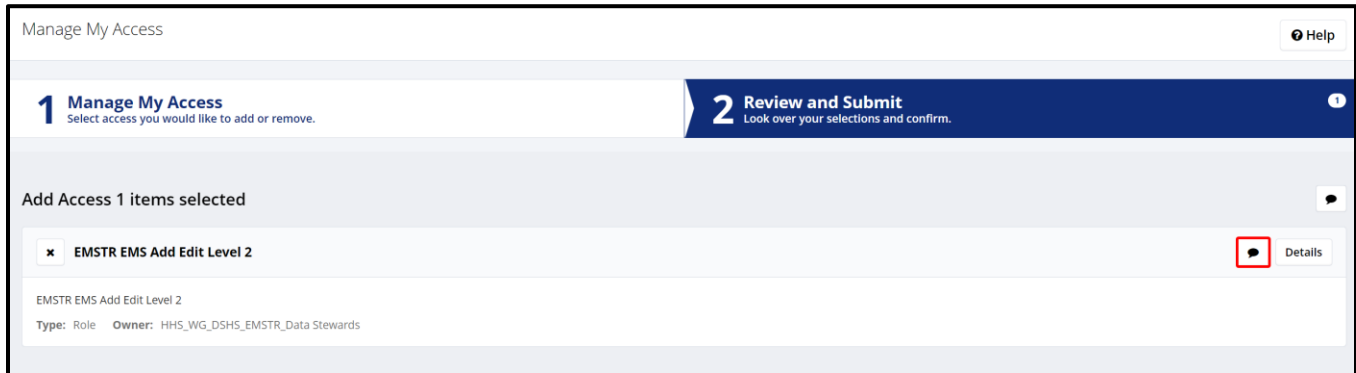 Manage My Access
Help
1 Manage My Access
Select access you would like to add or remove.
2 Review and Submit
Look over your selections and confirm.
1
Add Access 1 items selected
EMSTR EMS Add Edit Level 2
Details
EMSTR EMS Add Edit Level 2
Type: Role Owner: HHS_WG_DSHS_EMSTR_Data Stewards